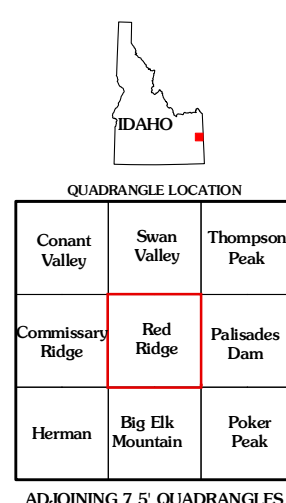 IDAHO
QUADRANGLE LOCATION
Conant
Valley
Swan
Valley
Thompson
Peak
Commissary
Ridge
Red
Ridge
Palisades
Dam
Herman
Big Elk
Mountain
Poker
Peak
ADJOINING 7.5' QUADRANGLES